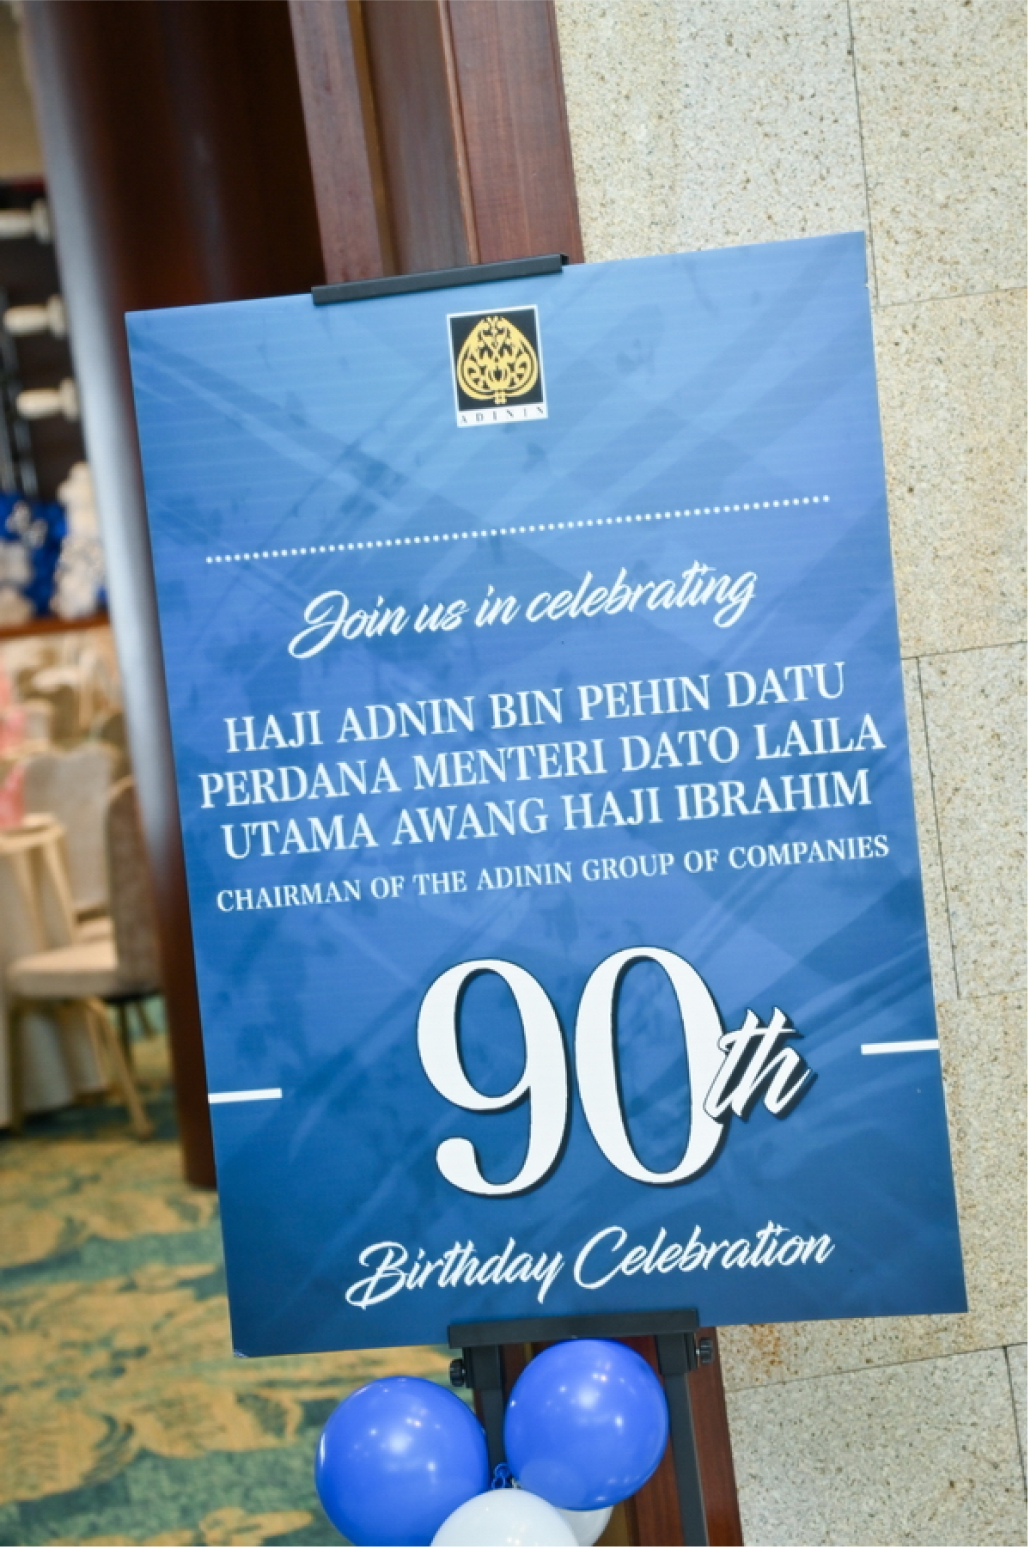 ADININ
Join us in celebrating
HAJI ADNIN BIN PEHIN DATU
PERDANA MENTERI DATO LAILA
UTAMA AWANG HAJI IBRAHIM
CHAIRMAN OF THE ADININ GROUP OF COMPANIES
90th
Birthday Celebration